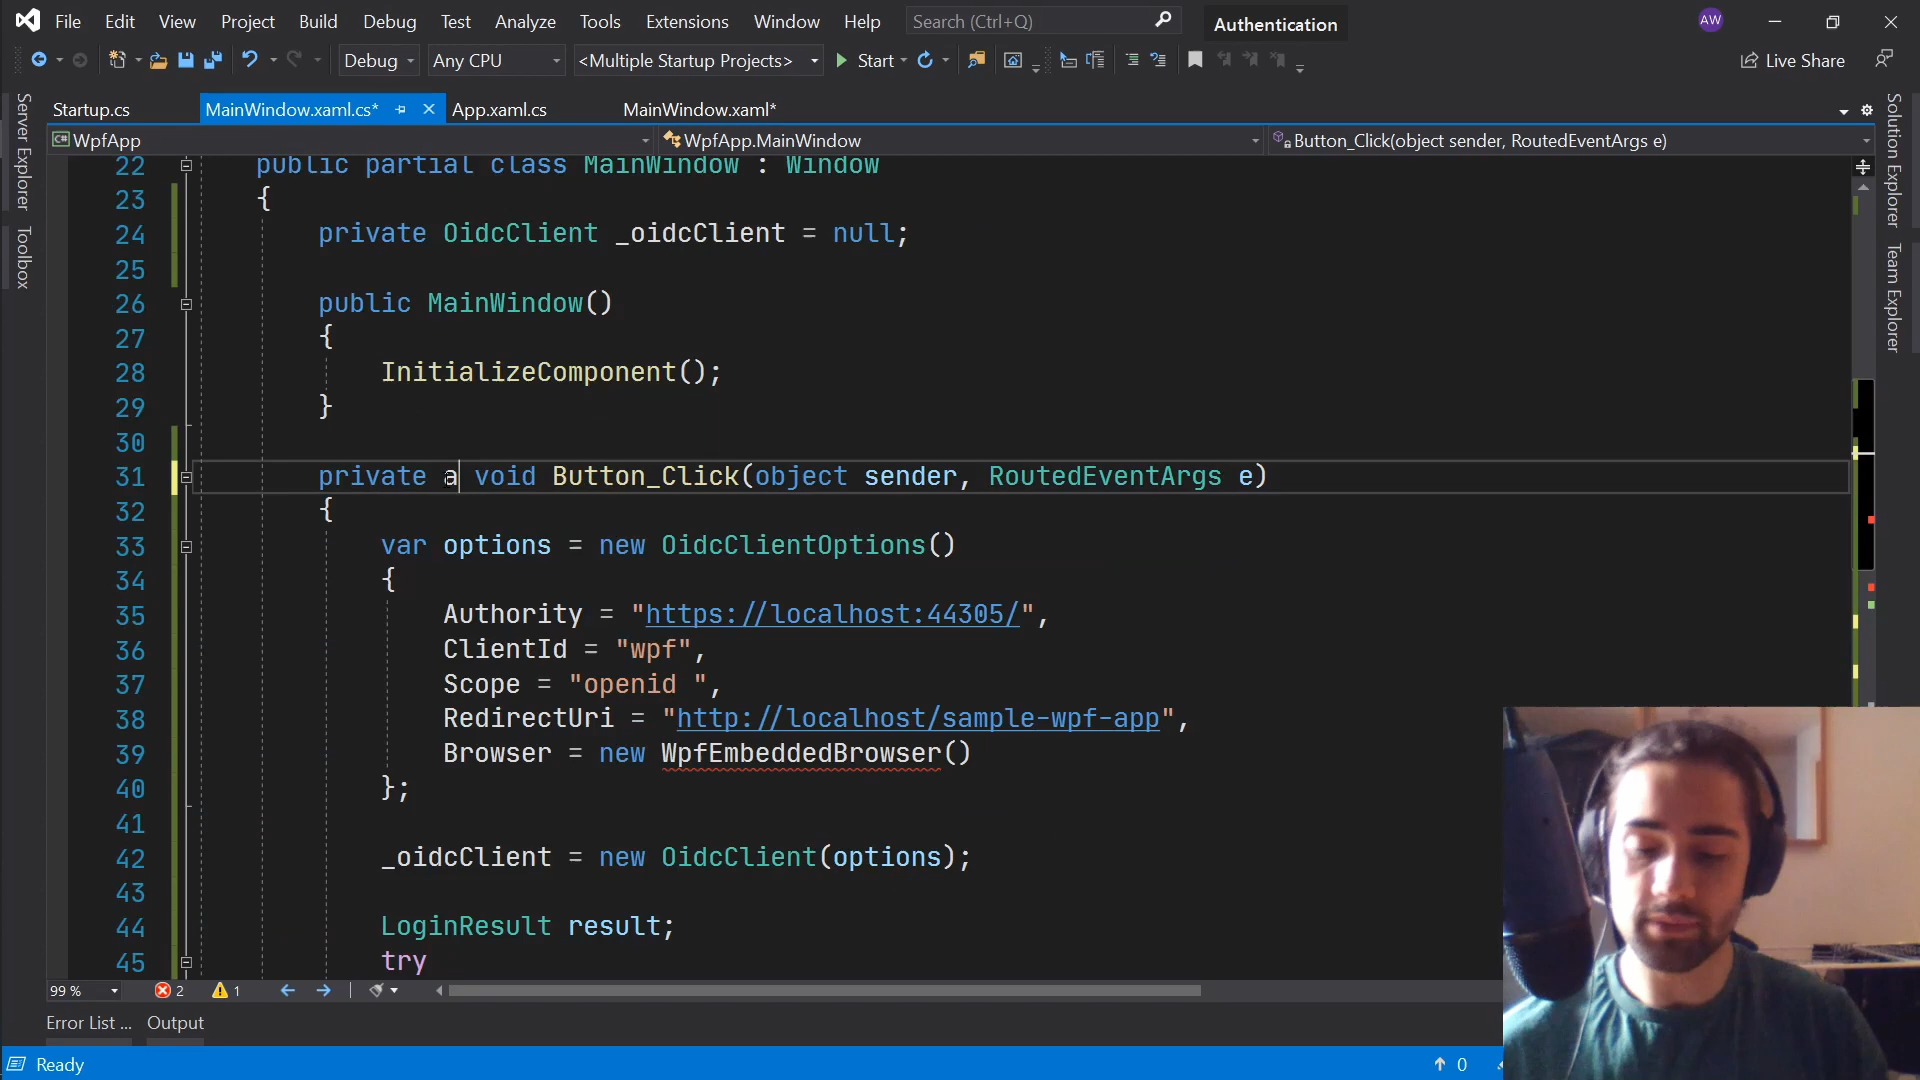 File Edit View Project Build Debug Test Analyze Tools Extensions Window Help Search (Ctrl+Q) Authentication AW
Debug Any CPU <Multiple Startup Projects> Start Live Share
Startup.cs MainWindow.xaml.cs* App.xaml.cs MainWindow.xaml*
C# WpfApp WpfApp.MainWindow Button_Click(object sender, RoutedEventArgs e)
Server Explorer
Toolbox
Solution Explorer
Team Explorer
22 public partial class MainWindow : Window
23 {
24 private OidcClient _oidcClient = null;
25
26 public MainWindow()
27 {
28 InitializeComponent();
29 }
30
31 private a void Button_Click(object sender, RoutedEventArgs e)
32 {
33 var options = new OidcClientOptions()
34 {
35 Authority = "https://localhost:44305/",
36 ClientId = "wpf",
37 Scope = "openid ",
38 RedirectUri = "http://localhost/sample-wpf-app",
39 Browser = new WpfEmbeddedBrowser()
40 };
41
42 _oidcClient = new OidcClient(options);
43
44 LoginResult result;
45 try
99 % 2 1
Error List ... Output
Ready 0